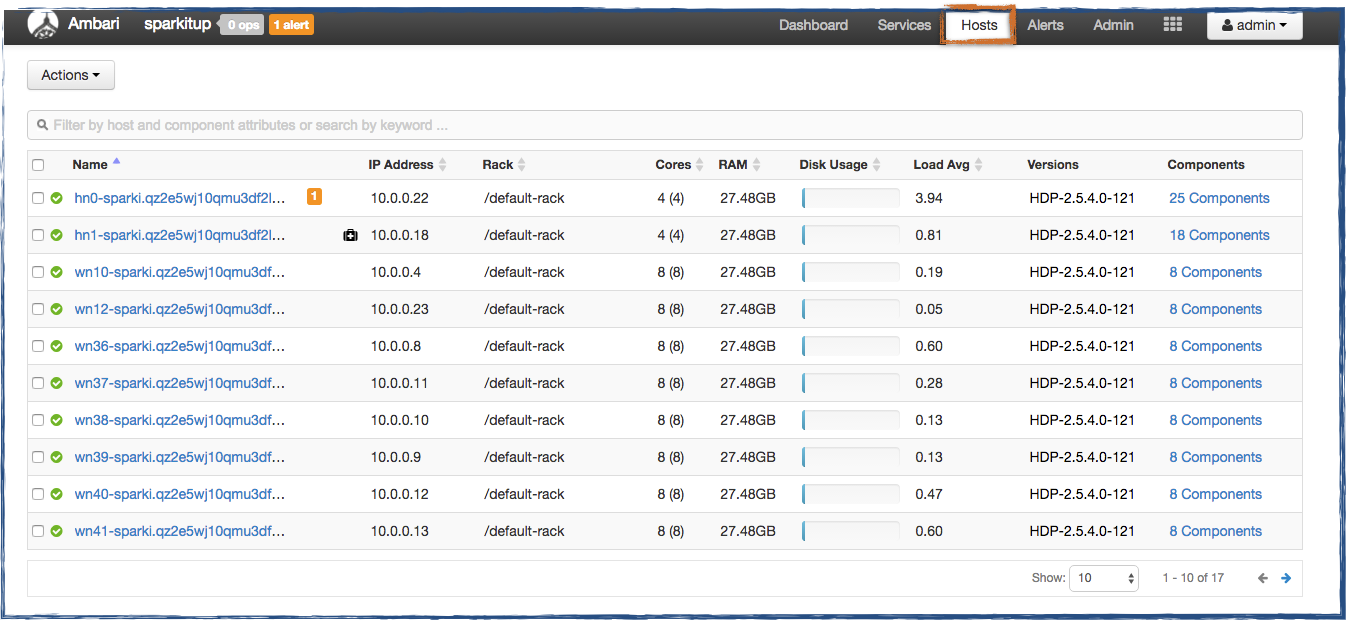 Ambari sparkitup 0 ops 1 alert Dashboard Services Hosts Alerts Admin admin
Actions
Filter by host and component attributes or search by keyword ...
Name IP Address Rack Cores RAM Disk Usage Load Avg Versions Components
hn0-sparki.qz2e5wj10qmu3df2l... 1 10.0.0.22 /default-rack 4 (4) 27.48GB 3.94 HDP-2.5.4.0-121 25 Components
hn1-sparki.qz2e5wj10qmu3df2l... 10.0.0.18 /default-rack 4 (4) 27.48GB 0.81 HDP-2.5.4.0-121 18 Components
wn10-sparki.qz2e5wj10qmu3df... 10.0.0.4 /default-rack 8 (8) 27.48GB 0.19 HDP-2.5.4.0-121 8 Components
wn12-sparki.qz2e5wj10qmu3df... 10.0.0.23 /default-rack 8 (8) 27.48GB 0.05 HDP-2.5.4.0-121 8 Components
wn36-sparki.qz2e5wj10qmu3df... 10.0.0.8 /default-rack 8 (8) 27.48GB 0.60 HDP-2.5.4.0-121 8 Components
wn37-sparki.qz2e5wj10qmu3df... 10.0.0.11 /default-rack 8 (8) 27.48GB 0.28 HDP-2.5.4.0-121 8 Components
wn38-sparki.qz2e5wj10qmu3df... 10.0.0.10 /default-rack 8 (8) 27.48GB 0.13 HDP-2.5.4.0-121 8 Components
wn39-sparki.qz2e5wj10qmu3df... 10.0.0.9 /default-rack 8 (8) 27.48GB 0.13 HDP-2.5.4.0-121 8 Components
wn40-sparki.qz2e5wj10qmu3df... 10.0.0.12 /default-rack 8 (8) 27.48GB 0.47 HDP-2.5.4.0-121 8 Components
wn41-sparki.qz2e5wj10qmu3df... 10.0.0.13 /default-rack 8 (8) 27.48GB 0.60 HDP-2.5.4.0-121 8 Components
Show: 10 1 - 10 of 17